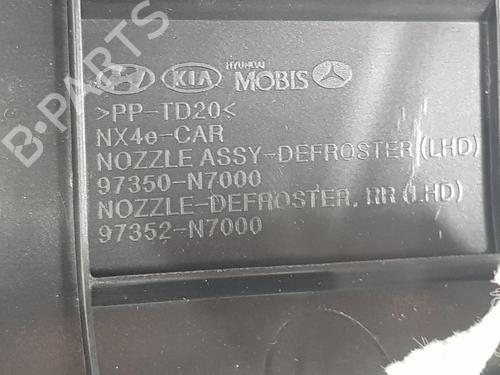 B-PARTS
KIA HYUNDAI MOBIS
>PP-TD20<
NX4e-CAR
NOZZLE ASSY-DEFROSTER (LHD)
97350-N7000
NOZZLE-DEFROSTER, RR (LHD)
97352-N7000